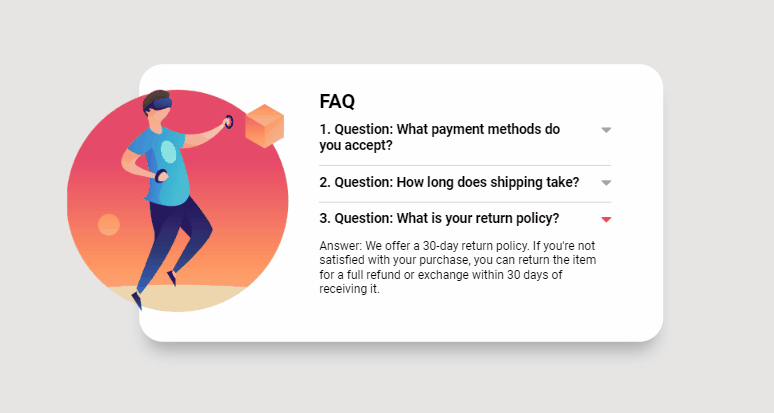 FAQ
1. Question: What payment methods do
you accept?
2. Question: How long does shipping take?
3. Question: What is your return policy?
Answer: We offer a 30-day return policy. If you're not
satisfied with your purchase, you can return the item
for a full refund or exchange within 30 days of
receiving it.